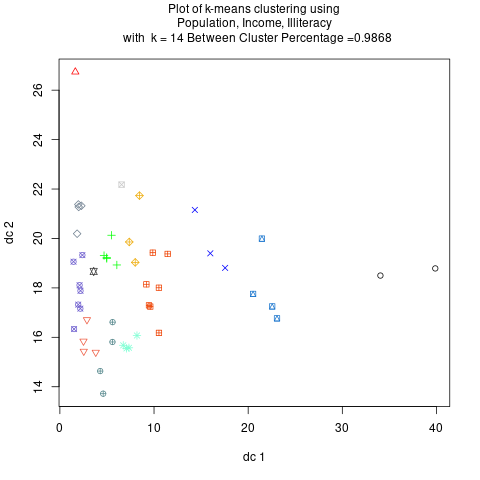 Plot of k-means clustering using
Population, Income, Illiteracy
with k = 14 Between Cluster Percentage =0.9868
dc 2
26
24
22
20
18
16
14
0 10 20 30 40
dc 1